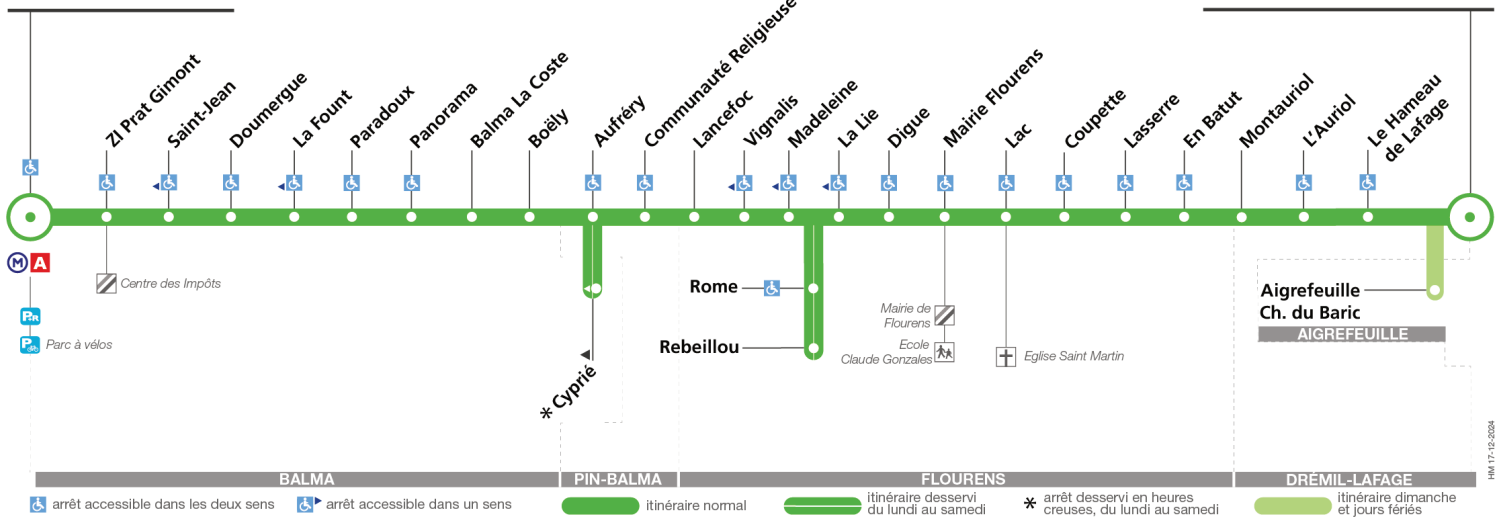 ZI Prat Gimont
Saint-Jean
Doumergue
La Fount
Paradoux
Panorama
Balma La Coste
Boëly
Aufréry
Communauté Religieuse
Lancefoc
Vignalis
Madeleine
La Lie
Digue
Mairie Flourens
Lac
Coupette
Lasserre
En Batut
Montauriol
L'Auriol
Le Hameau
de Lafage
M A
Centre des Impôts
P+R
P
Parc à vélos
* Cyprié
Rome
Rebeillou
Mairie de
Flourens
Ecole
Claude Gonzales
Eglise Saint Martin
Aigrefeuille
Ch. du Baric
AIGREFEUILLE
BALMA
PIN-BALMA
FLOURENS
DRÉMIL-LAFAGE
HM 17-12-2024
arrêt accessible dans les deux sens
arrêt accessible dans un sens
itinéraire normal
itinéraire desservi
du lundi au samedi
* arrêt desservi en heures
creuses, du lundi au samedi
itinéraire dimanche
et jours fériés